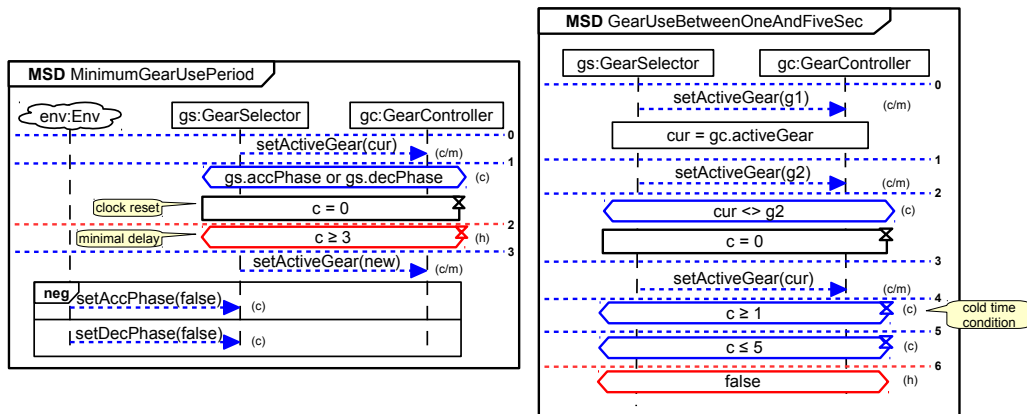 MSD MinimumGearUsePeriod
env:Env
gs:GearSelector
gc:GearController
0
setActiveGear(cur)
(c/m)
1
gs.accPhase or gs.decPhase
(c)
clock reset
c = 0
2
minimal delay
c ≥ 3
(h)
3
setActiveGear(new)
(c/m)
neg
setAccPhase(false)
(c)
setDecPhase(false)
(c)
MSD GearUseBetweenOneAndFiveSec
gs:GearSelector
gc:GearController
0
setActiveGear(g1)
(c/m)
cur = gc.activeGear
1
setActiveGear(g2)
(c/m)
2
cur <> g2
(c)
c = 0
3
setActiveGear(cur)
(c/m)
4
c ≥ 1
(c)
cold time
condition
5
c ≤ 5
(c)
6
false
(h)